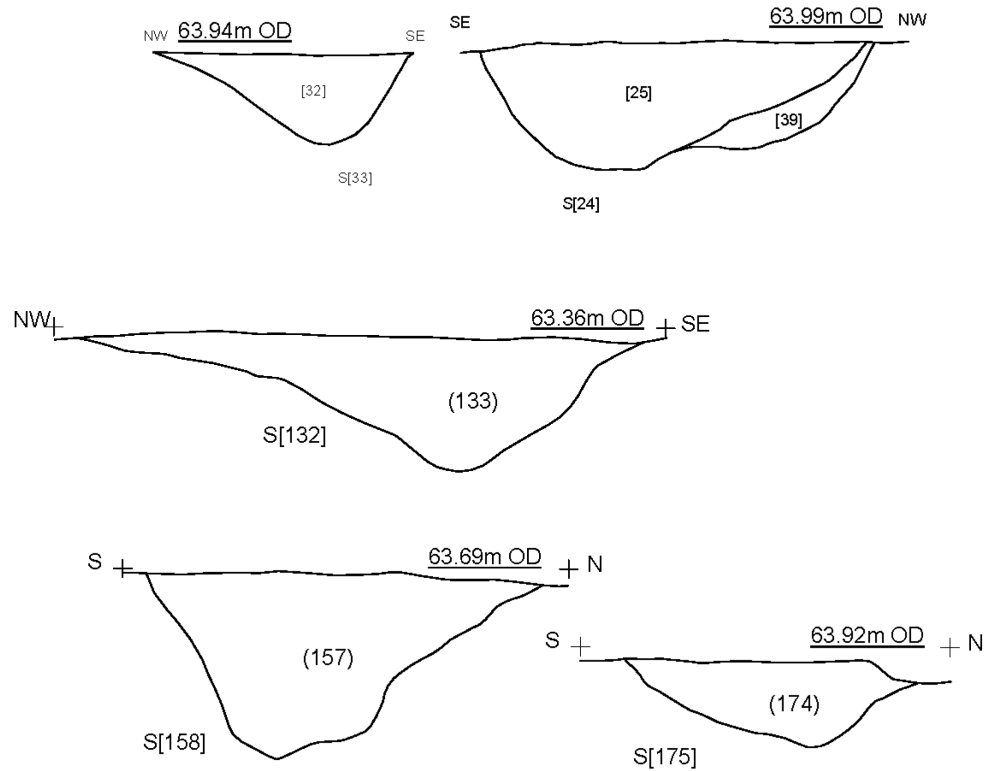 NW 63.94m OD SE
[32]
S[33]
SE 63.99m OD NW
[25]
[39]
S[24]
NW 63.36m OD SE
(133)
S[132]
S 63.69m OD N
(157)
S[158]
S 63.92m OD N
(174)
S[175]